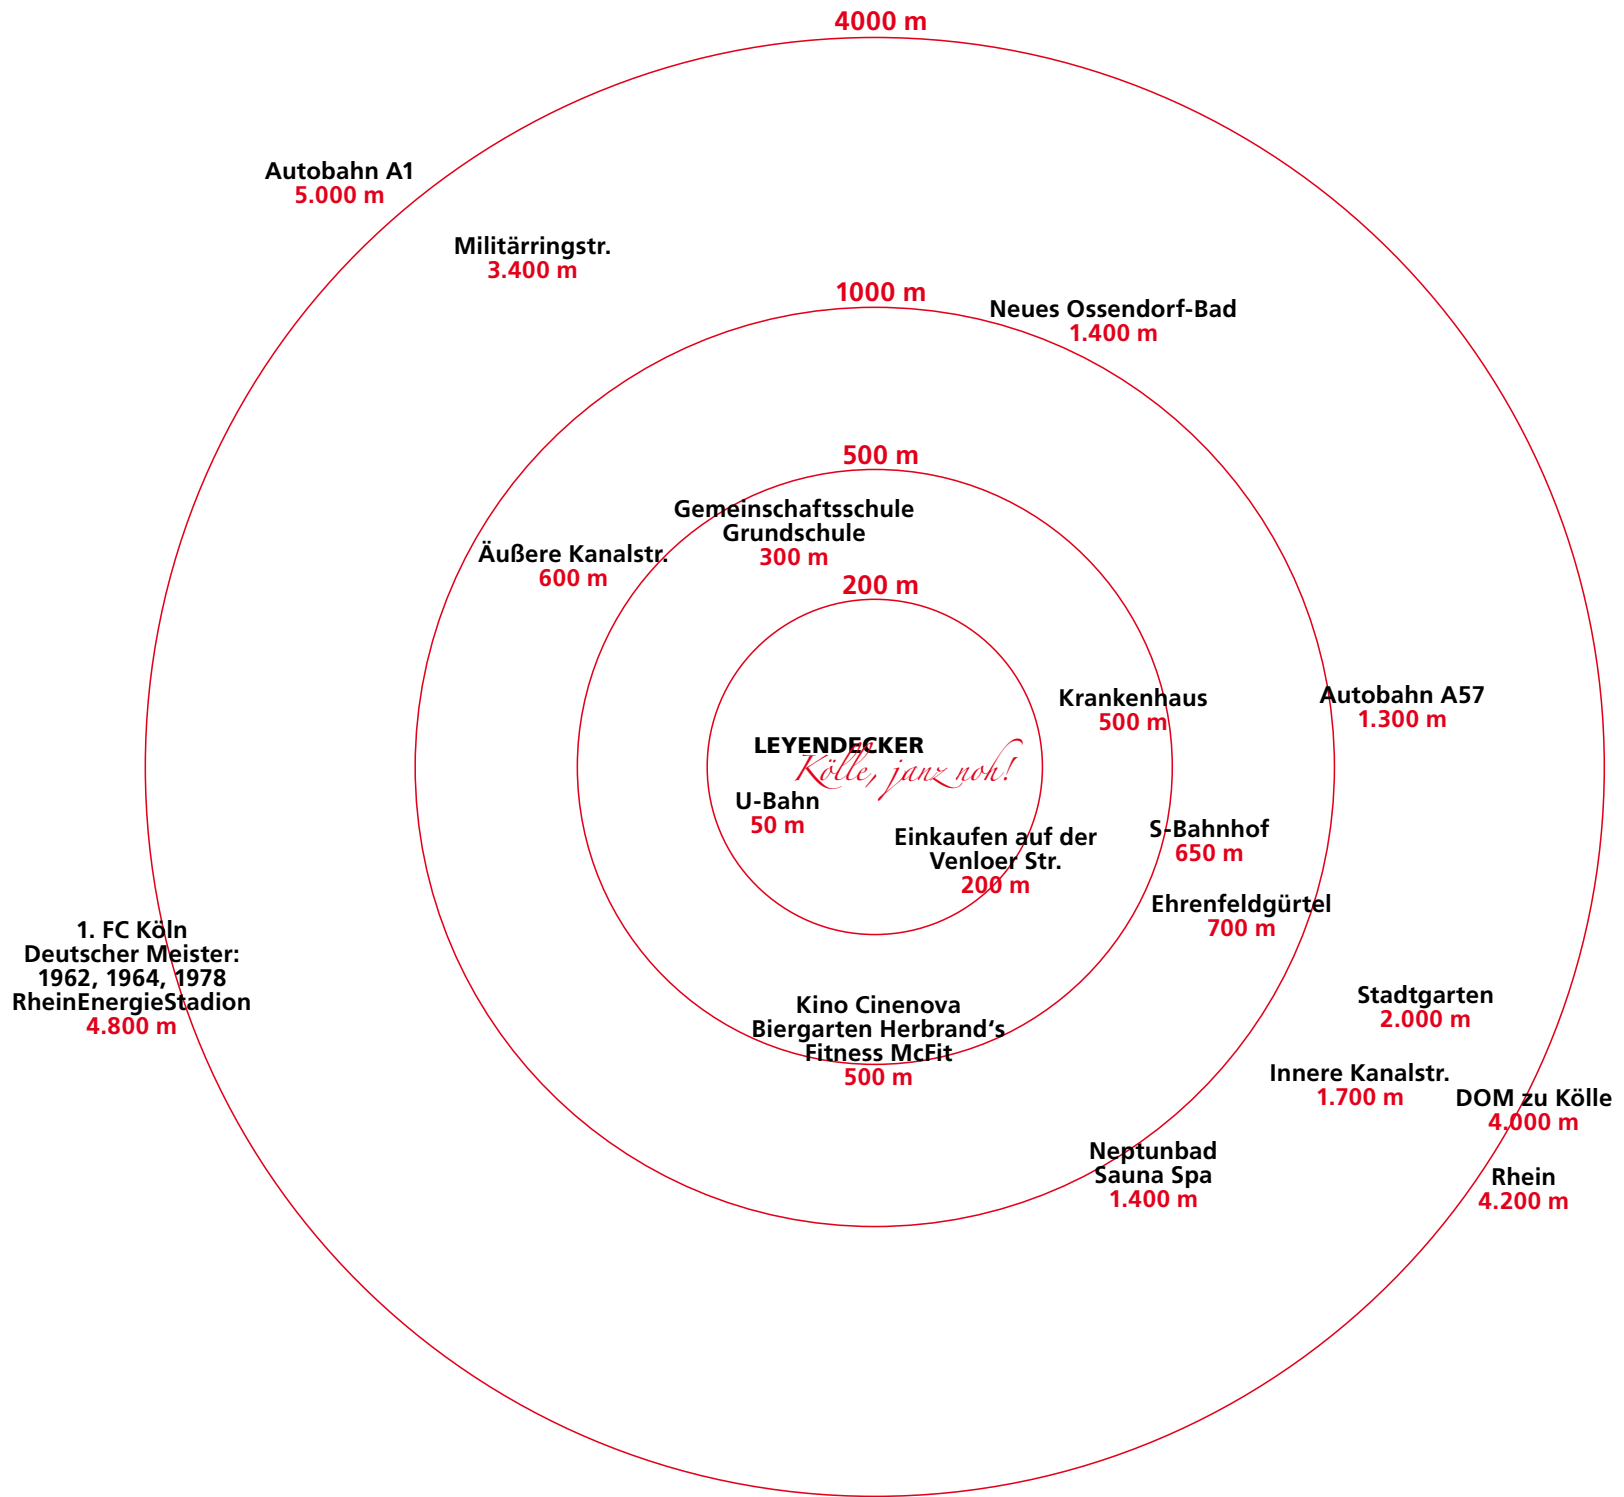 4000 m
Autobahn A1
5.000 m
Militärringstr.
3.400 m
1000 m
Neues Ossendorf-Bad
1.400 m
500 m
Gemeinschaftsschule
Grundschule
300 m
Äußere Kanalstr.
600 m
200 m
Krankenhaus
500 m
Autobahn A57
1.300 m
LEYENDECKER
Kölle, janz noh!
U-Bahn
50 m
Einkaufen auf der
Venloer Str.
200 m
S-Bahnhof
650 m
Ehrenfeldgürtel
700 m
1. FC Köln
Deutscher Meister:
1962, 1964, 1978
RheinEnergieStadion
4.800 m
Kino Cinenova
Biergarten Herbrand‘s
Fitness McFit
500 m
Stadtgarten
2.000 m
Innere Kanalstr.
1.700 m
DOM zu Kölle
4.000 m
Neptunbad
Sauna Spa
1.400 m
Rhein
4.200 m